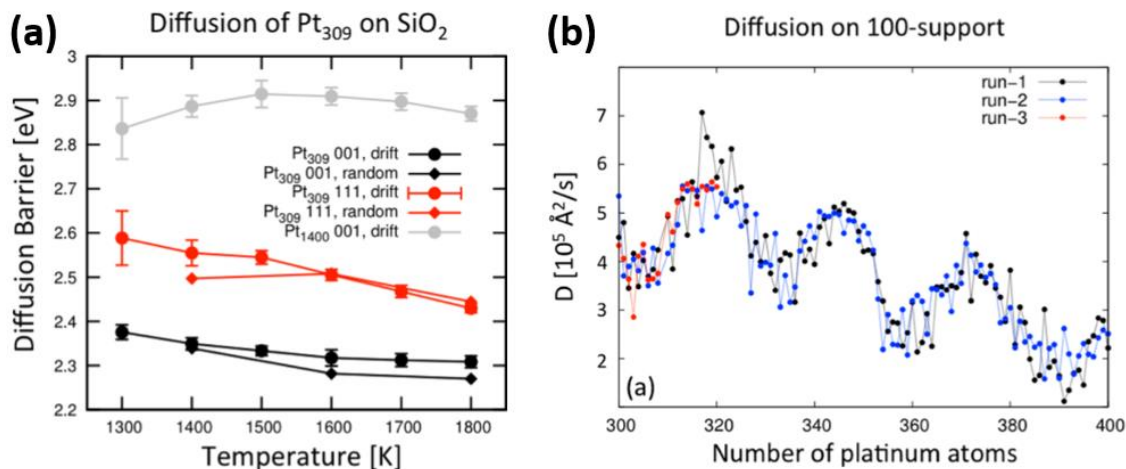 (a) Diffusion of Pt₃₀₉ on SiO₂
3
2.9
2.8
2.7
2.6
2.5
2.4
2.3
2.2
Diffusion Barrier [eV]
Pt₃₀₉ 001, drift
Pt₃₀₉ 001, random
Pt₃₀₉ 111, drift
Pt₃₀₉ 111, random
Pt₁₄₀₀ 001, drift
1300 1400 1500 1600 1700 1800
Temperature [K]
(b) Diffusion on 100-support
run-1
run-2
run-3
7
6
5
4
3
2
D [10⁵ Å²/s]
(a)
300 320 340 360 380 400
Number of platinum atoms